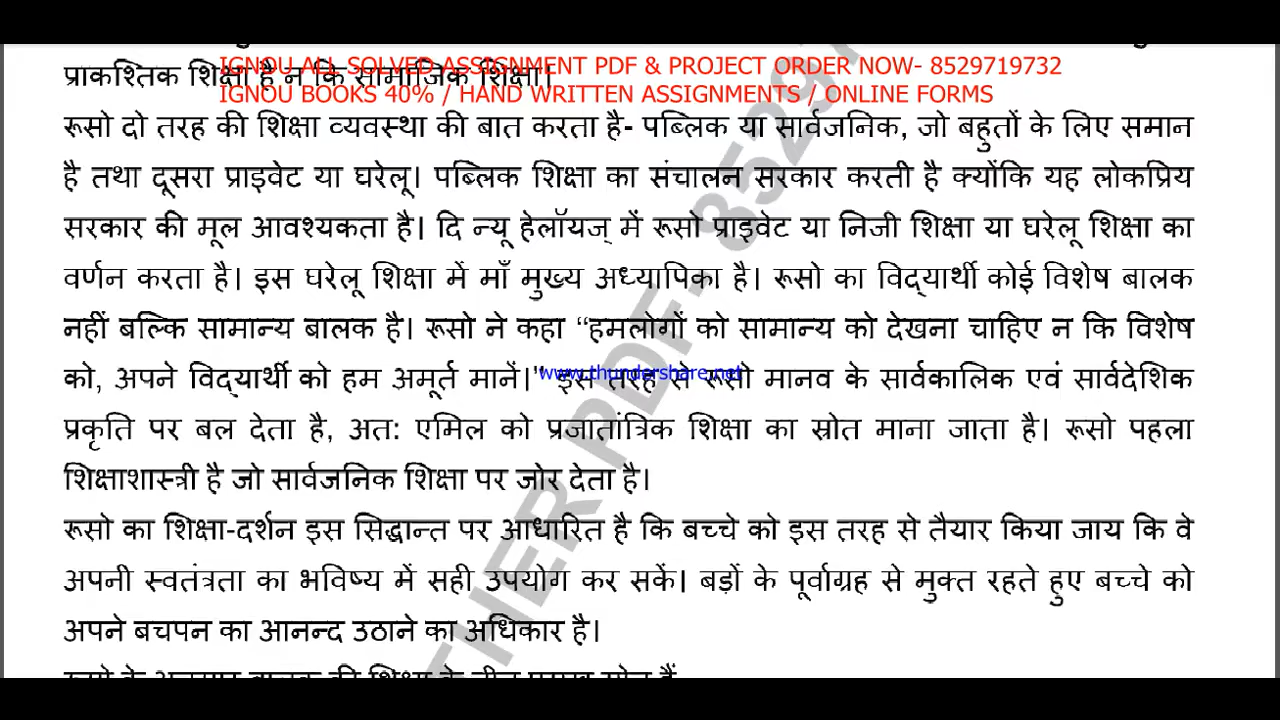 IGNOU ALL SOLVED ASSIGNMENT PDF & PROJECT ORDER NOW- 8529719732
प्राकश्तिक शिक्षा है न कि सामाजिक शिक्षा।
IGNOU BOOKS 40% / HAND WRITTEN ASSIGNMENTS / ONLINE FORMS
रूसो दो तरह की शिक्षा व्यवस्था की बात करता है- पब्लिक या सार्वजनिक, जो बहुतों के लिए समान
है तथा दूसरा प्राइवेट या घरेलू। पब्लिक शिक्षा का संचालन सरकार करती है क्योंकि यह लोकप्रिय
सरकार की मूल आवश्यकता है। दि न्यू हेलॉयज् में रूसो प्राइवेट या निजी शिक्षा या घरेलू शिक्षा का
वर्णन करता है। इस घरेलू शिक्षा में माँ मुख्य अध्यापिका है। रूसो का विद्यार्थी कोई विशेष बालक
नहीं बल्कि सामान्य बालक है। रूसो ने कहा “हमलोगों को सामान्य को देखना चाहिए न कि विशेष
को, अपने विद्यार्थी को हम अमूर्त मानें।” इस तरह से रूसो मानव के सार्वकालिक एवं सार्वदेशिक
www.thundershare.net
प्रकृति पर बल देता है, अत: एमिल को प्रजातांत्रिक शिक्षा का स्रोत माना जाता है। रूसो पहला
शिक्षाशास्त्री है जो सार्वजनिक शिक्षा पर जोर देता है।
रूसो का शिक्षा-दर्शन इस सिद्धान्त पर आधारित है कि बच्चे को इस तरह से तैयार किया जाय कि वे
अपनी स्वतंत्रता का भविष्य में सही उपयोग कर सकें। बड़ों के पूर्वाग्रह से मुक्त रहते हुए बच्चे को
अपने बचपन का आनन्द उठाने का अधिकार है।
THER PDF- 85297